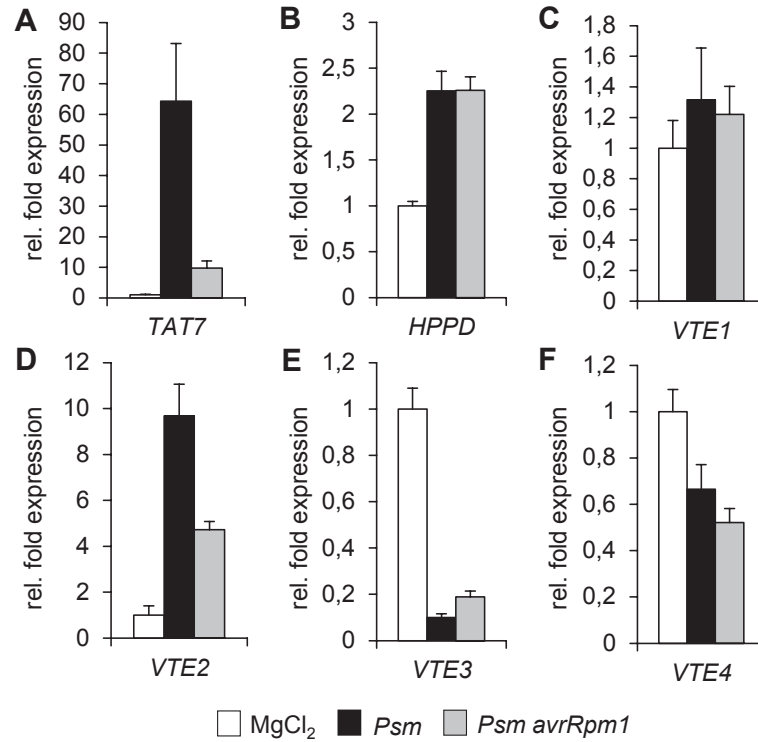 A
rel. fold expression
90
80
70
60
50
40
30
20
10
0
TAT7
B
rel. fold expression
3
2,5
2
1,5
1
0,5
0
HPPD
C
rel. fold expression
1,8
1,6
1,4
1,2
1
0,8
0,6
0,4
0,2
0
VTE1
D
rel. fold expression
12
10
8
6
4
2
0
VTE2
E
rel. fold expression
1,2
1
0,8
0,6
0,4
0,2
0
VTE3
F
rel. fold expression
1,2
1
0,8
0,6
0,4
0,2
0
VTE4
MgCl₂ Psm Psm avrRpm1